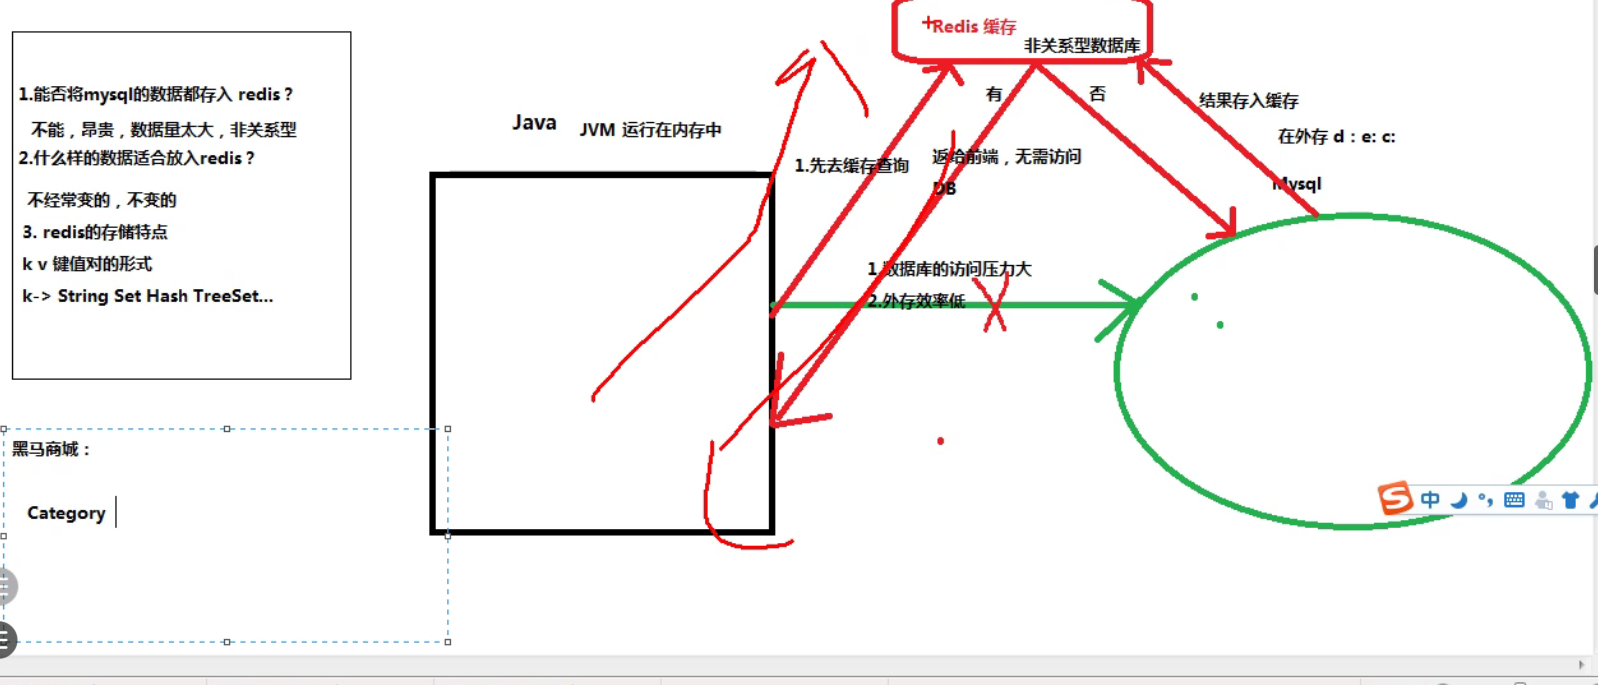 1.能否将mysql的数据都存入 redis？
不能，昂贵，数据量太大，非关系型
2.什么样的数据适合放入redis？
不经常变的，不变的
3. redis的存储特点
k v 键值对的形式
k-> String Set Hash TreeSet...
黑马商城：
Category
Java
JVM 运行在内存中
Redis 缓存
非关系型数据库
有
否
结果存入缓存
在外存 d：e: c:
1.先去缓存查询
返给前端，无需访问
DB
Mysql
1.数据库的访问压力大
2.外存效率低
中